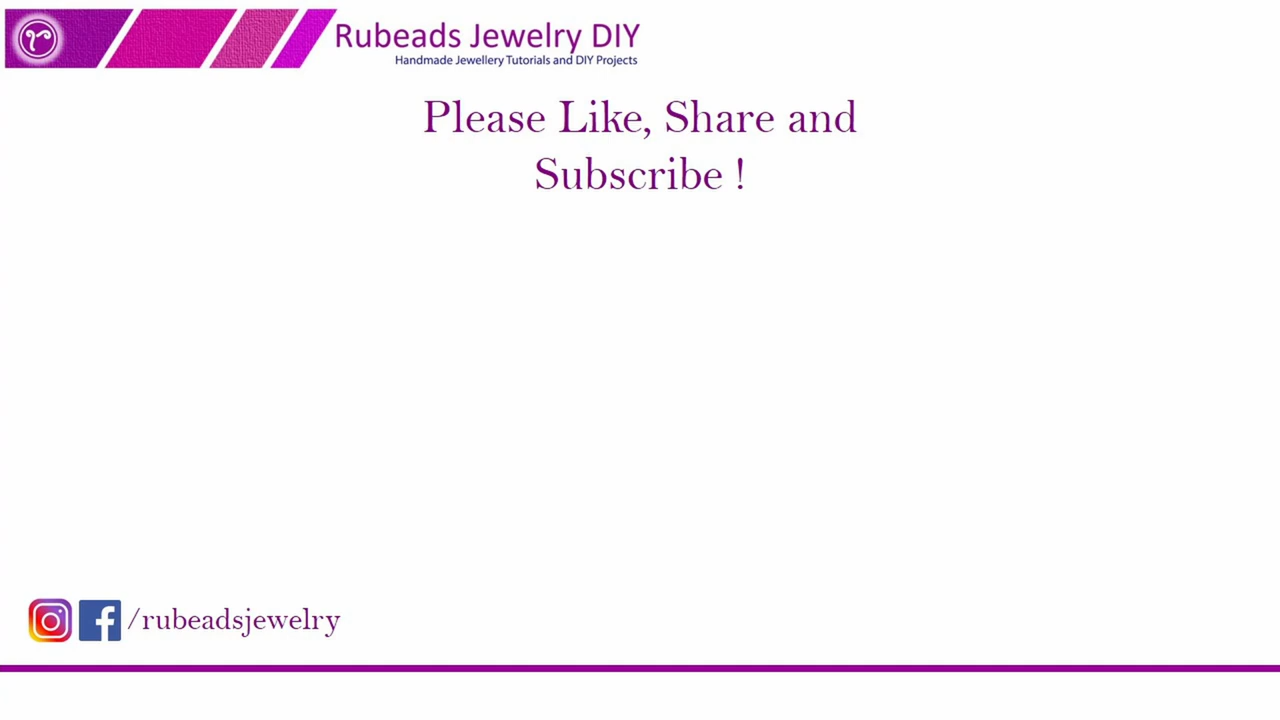 Rubeads Jewelry DIY
Handmade Jewellery Tutorials and DIY Projects
Please Like, Share and
Subscribe !
/rubeadsjewelry